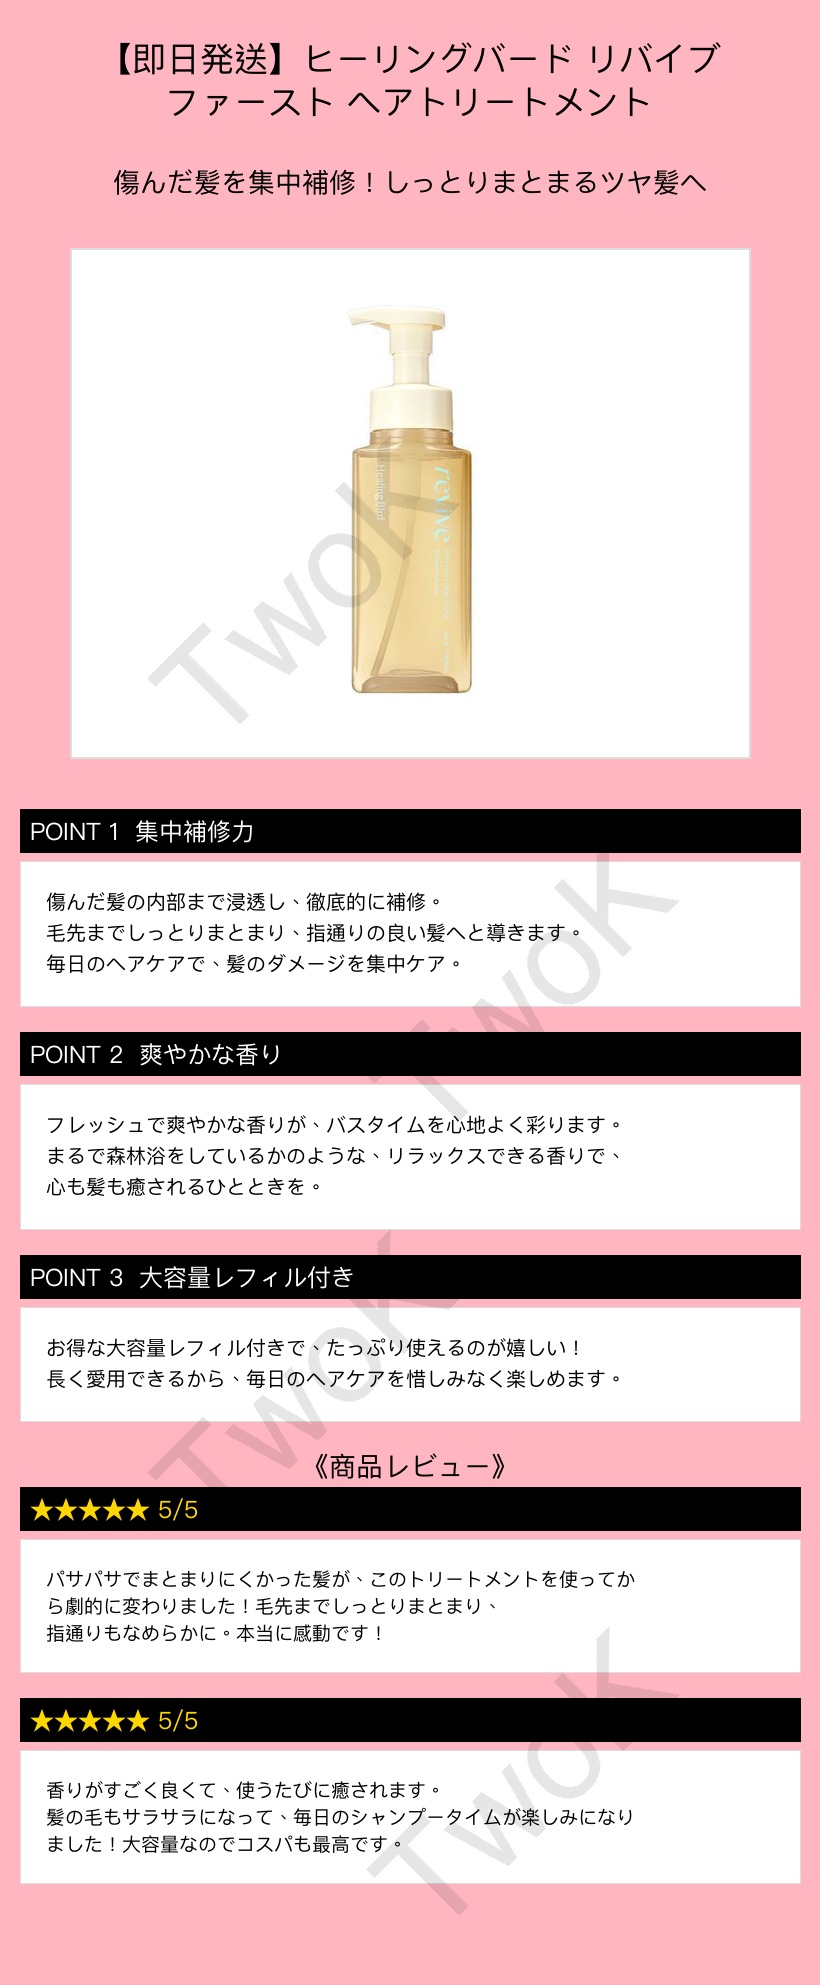 【即日発送】ヒーリングバード リバイブ
ファースト ヘアトリートメント
傷んだ髪を集中補修！しっとりまとまるツヤ髪へ
revive
Healing Bird
TwoK
POINT 1 集中補修力
傷んだ髪の内部まで浸透し、徹底的に補修。
毛先までしっとりまとまり、指通りの良い髪へと導きます。
毎日のヘアケアで、髪のダメージを集中ケア。
TwoK
POINT 2 爽やかな香り
フレッシュで爽やかな香りが、バスタイムを心地よく彩ります。
まるで森林浴をしているかのような、リラックスできる香りで、
心も髪も癒されるひとときを。
POINT 3 大容量レフィル付き
お得な大容量レフィル付きで、たっぷり使えるのが嬉しい！
長く愛用できるから、毎日のヘアケアを惜しみなく楽しめます。
TwoK
《商品レビュー》
★★★★★ 5/5
パサパサでまとまりにくかった髪が、このトリートメントを使ってか
ら劇的に変わりました！毛先までしっとりまとまり、
指通りもなめらかに。本当に感動です！
★★★★★ 5/5
香りがすごく良くて、使うたびに癒されます。
髪の毛もサラサラになって、毎日のシャンプータイムが楽しみになり
ました！大容量なのでコスパも最高です。
TwoK